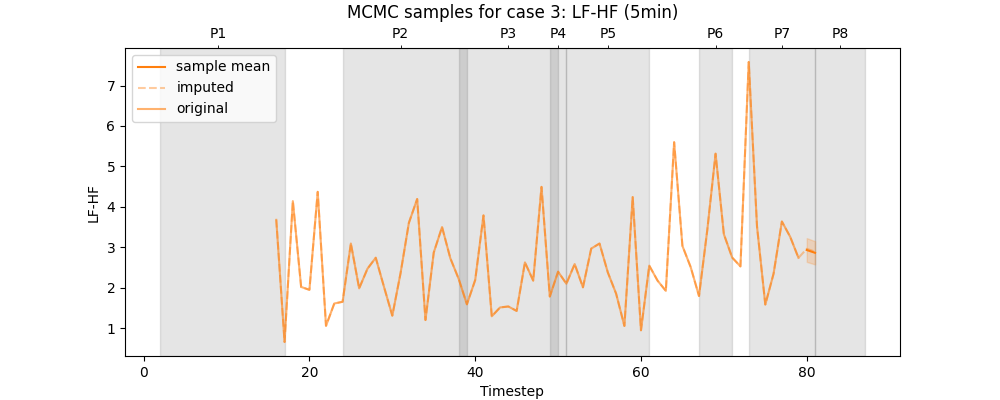 MCMC samples for case 3: LF-HF (5min)
P1 P2 P3 P4 P5 P6 P7 P8
sample mean
imputed
original
7
6
5
4
3
2
1
LF-HF
0 20 40 60 80
Timestep